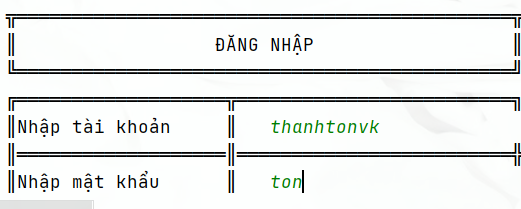 ĐĂNG NHẬP
Nhập tài khoản thanhtonvk
Nhập mật khẩu ton